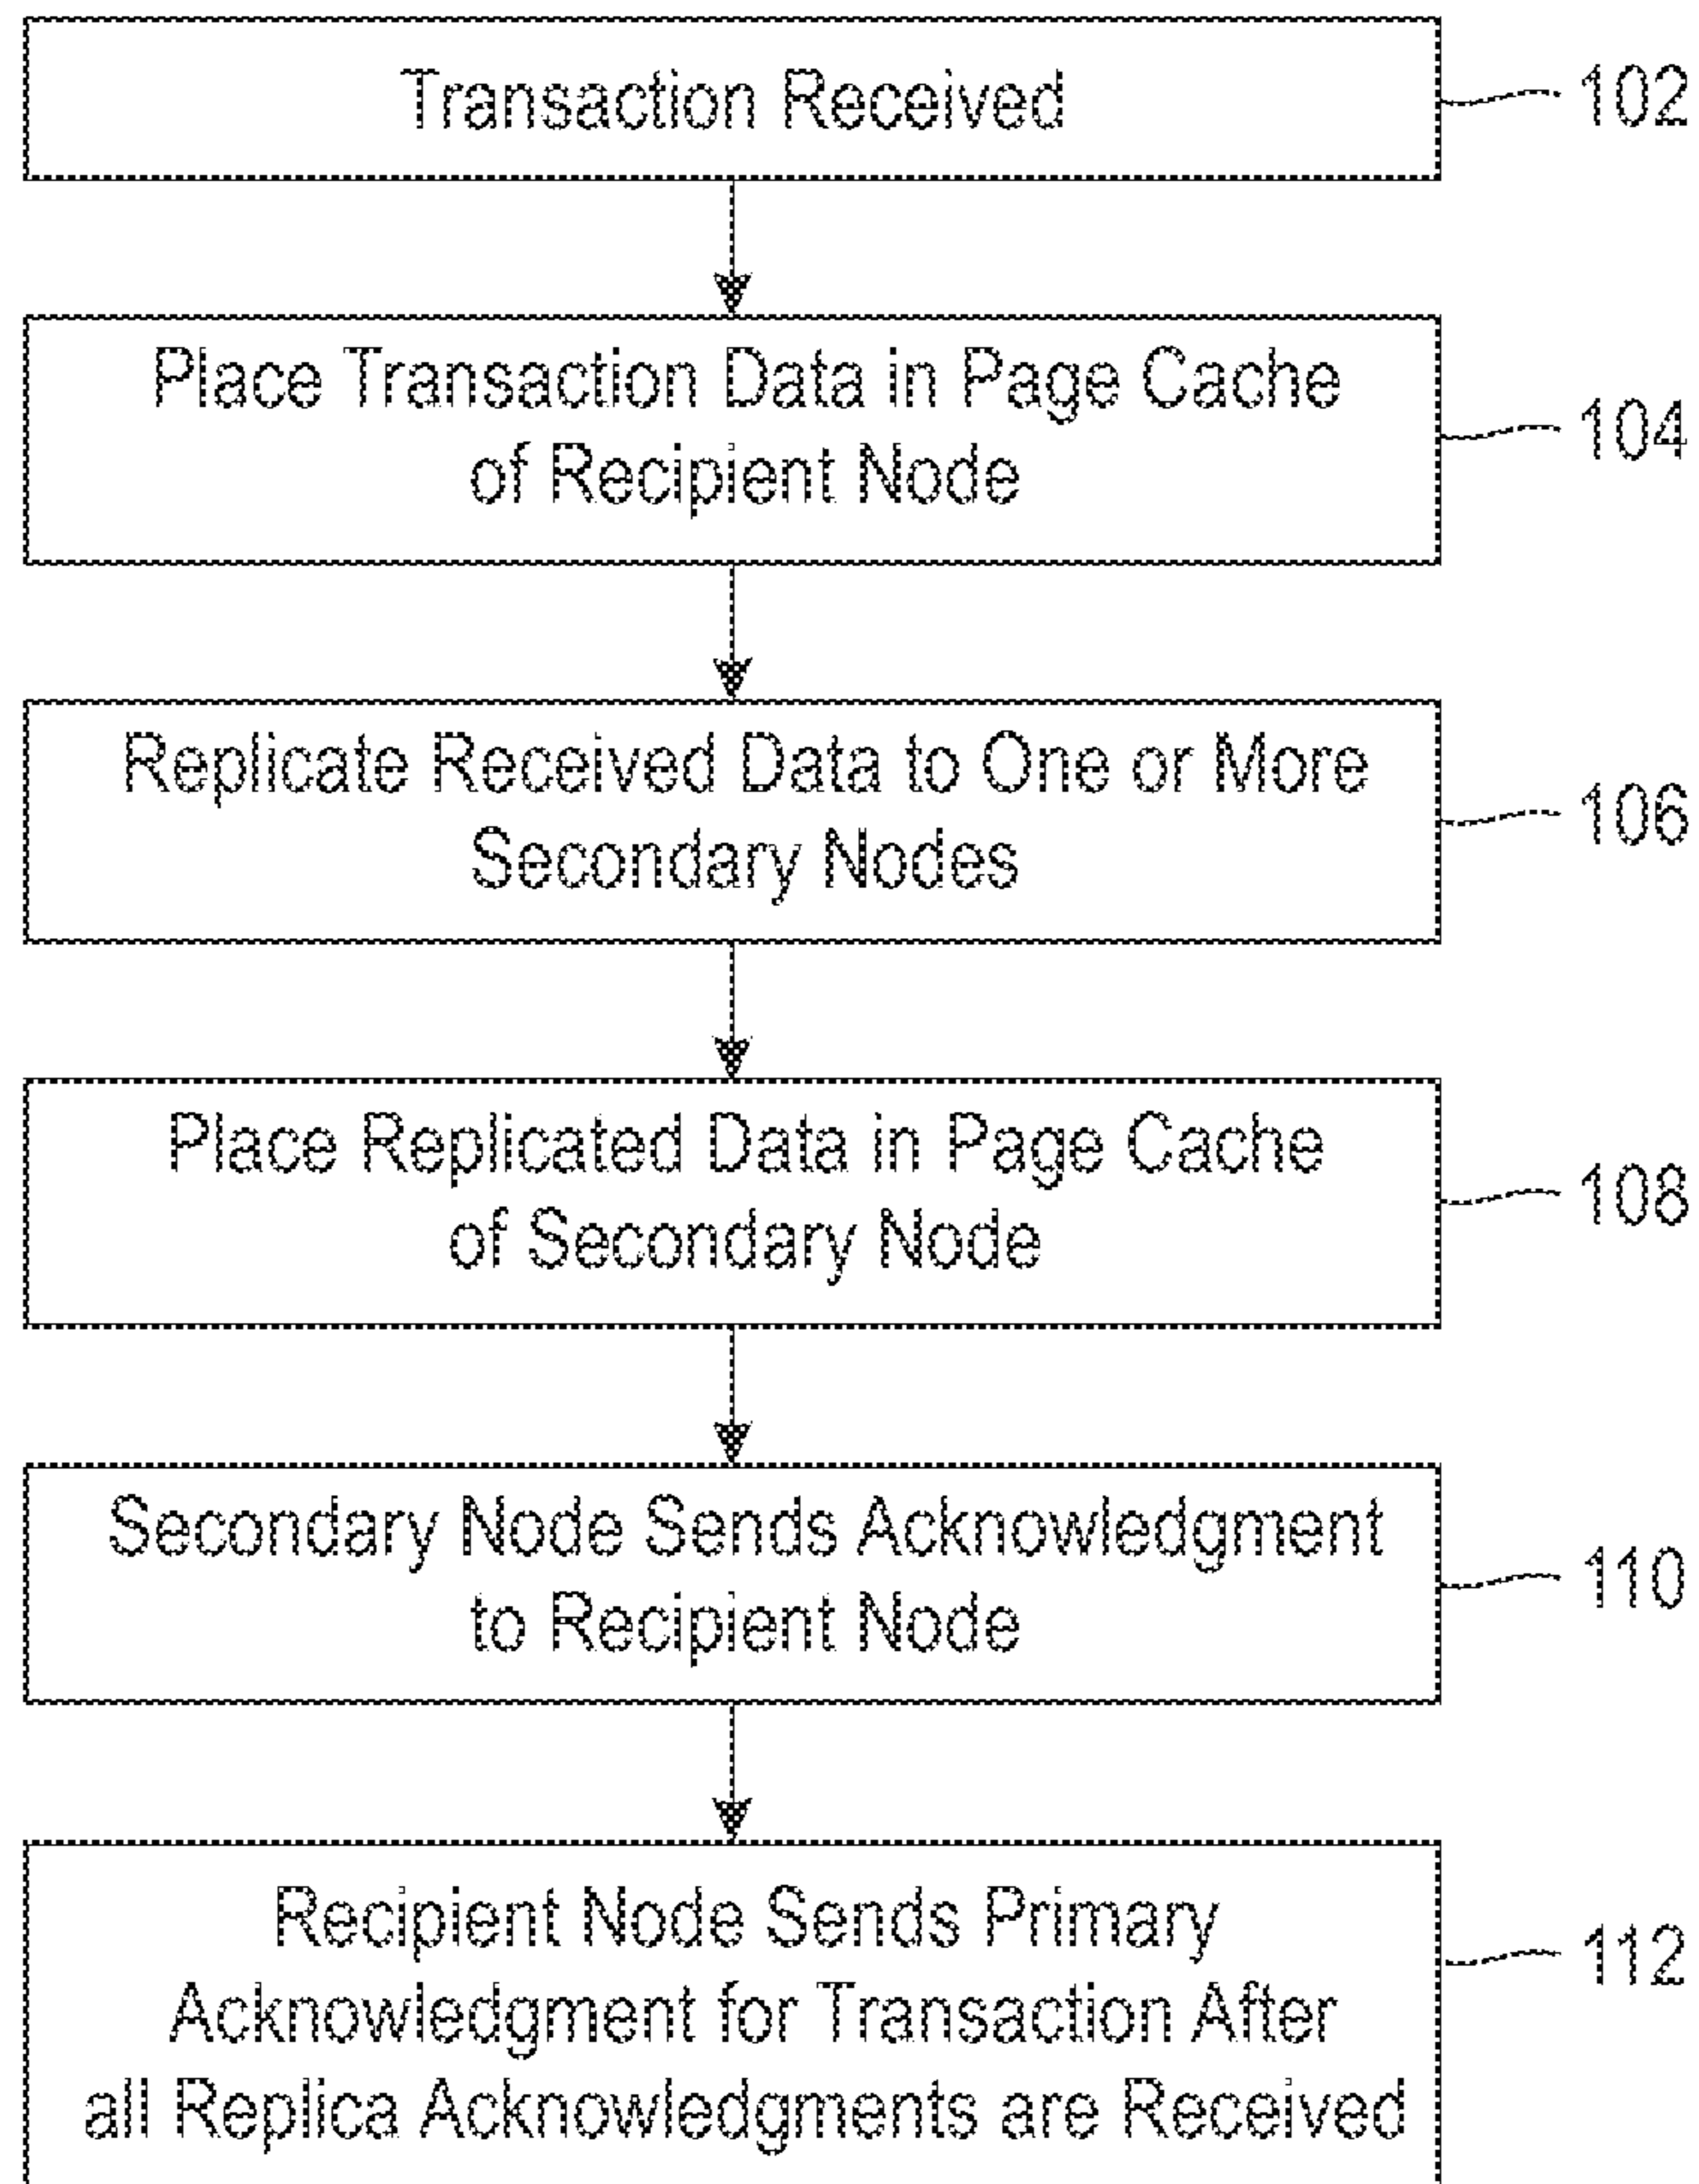 Transaction Received
102
Place Transaction Data in Page Cache
of Recipient Node
104
Replicate Received Data to One or More
Secondary Nodes
106
Place Replicated Data in Page Cache
of Secondary Node
108
Secondary Node Sends Acknowledgment
to Recipient Node
110
Recipient Node Sends Primary
Acknowledgment for Transaction After
all Replica Acknowledgments are Received
112